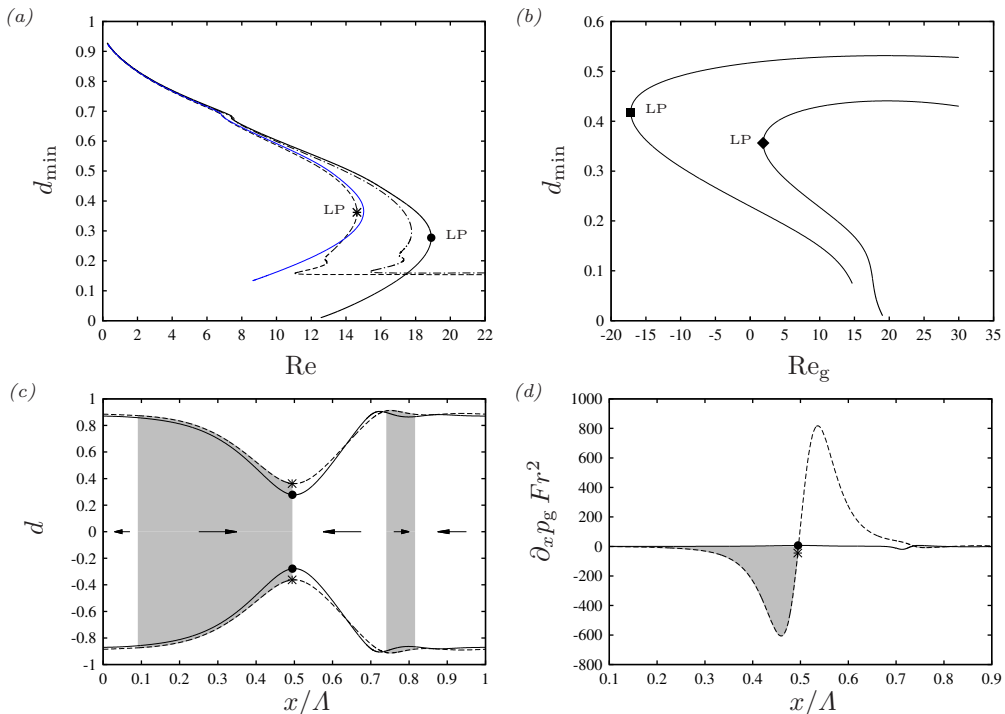 (a)
1
0.9
0.8
0.7
0.6
0.5
0.4
0.3
0.2
0.1
0
d_min
LP
LP
0 2 4 6 8 10 12 14 16 18 20 22
Re
(b)
0.6
0.5
0.4
0.3
0.2
0.1
0
d_min
LP
LP
-20 -15 -10 -5 0 5 10 15 20 25 30 35
Re_g
(c)
1
0.8
0.6
0.4
0.2
0
-0.2
-0.4
-0.6
-0.8
-1
d
0 0.1 0.2 0.3 0.4 0.5 0.6 0.7 0.8 0.9 1
x/Λ
(d)
1000
800
600
400
200
0
-200
-400
-600
-800
∂_x p_g Fr^2
0.1 0.2 0.3 0.4 0.5 0.6 0.7 0.8 0.9
x/Λ